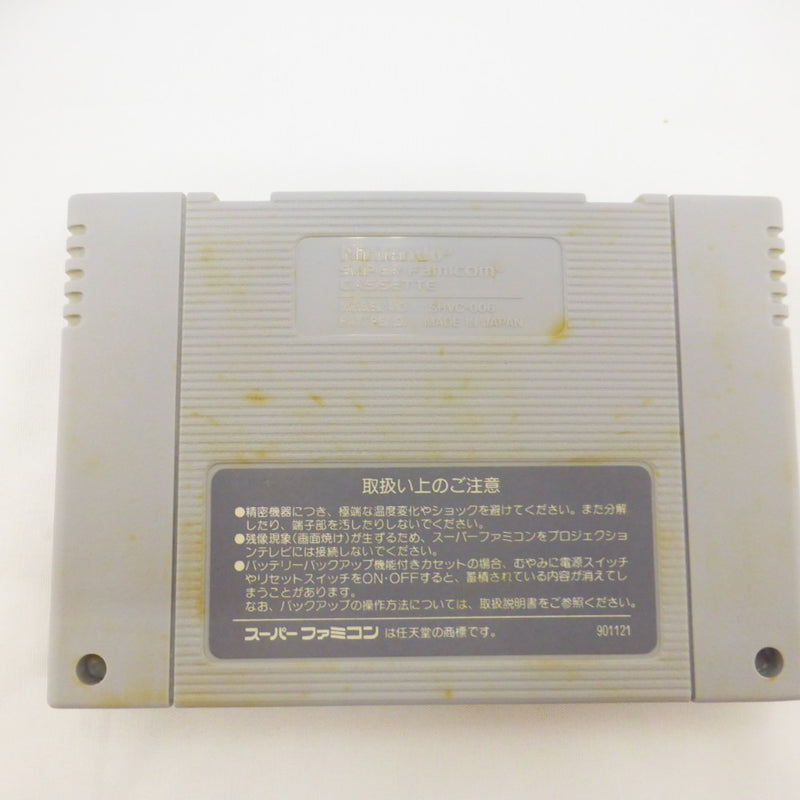 Nintendo
SUPER FAMICOM
CASSETTE
MODEL NO. SHVC-006
PAT. PEND. MADE IN JAPAN
取扱い上のご注意
●精密機器につき、極端な温度変化やショックを避けてください。また分解
したり、端子部を汚したりしないでください。
●残像現象(画面焼け)が生ずるため、スーパーファミコンをプロジェクショ
ンテレビには接続しないでください。
●バッテリーバックアップ機能付きカセットの場合、むやみに電源スイッチ
やリセットスイッチをON・OFFすると、蓄積されている内容が消えてし
まうことがあります。
なお、バックアップの操作方法については、取扱説明書をご参照ください。
スーパーファミコン は任天堂の商標です。 901121